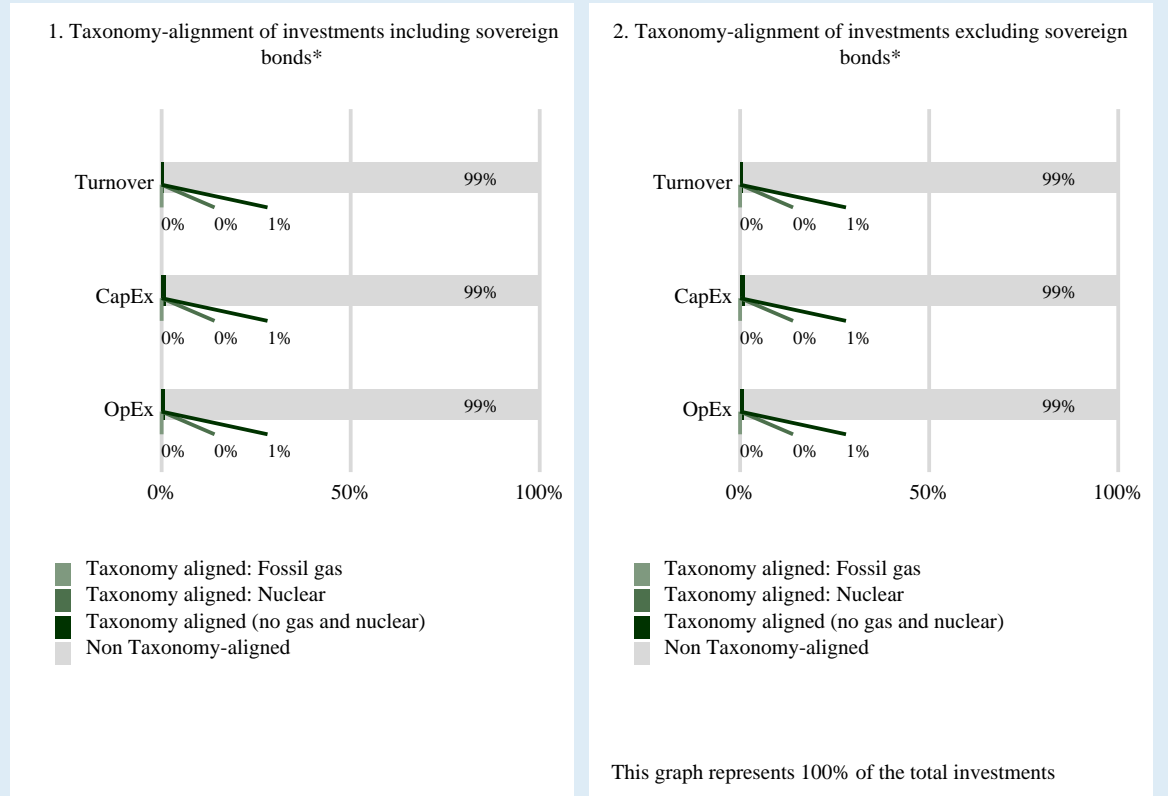 1. Taxonomy-alignment of investments including sovereign
bonds*
Turnover
99%
0% 0% 1%
CapEx
99%
0% 0% 1%
OpEx
99%
0% 0% 1%
0% 50% 100%
Taxonomy aligned: Fossil gas
Taxonomy aligned: Nuclear
Taxonomy aligned (no gas and nuclear)
Non Taxonomy-aligned
2. Taxonomy-alignment of investments excluding sovereign
bonds*
Turnover
99%
0% 0% 1%
CapEx
99%
0% 0% 1%
OpEx
99%
0% 0% 1%
0% 50% 100%
Taxonomy aligned: Fossil gas
Taxonomy aligned: Nuclear
Taxonomy aligned (no gas and nuclear)
Non Taxonomy-aligned
This graph represents 100% of the total investments